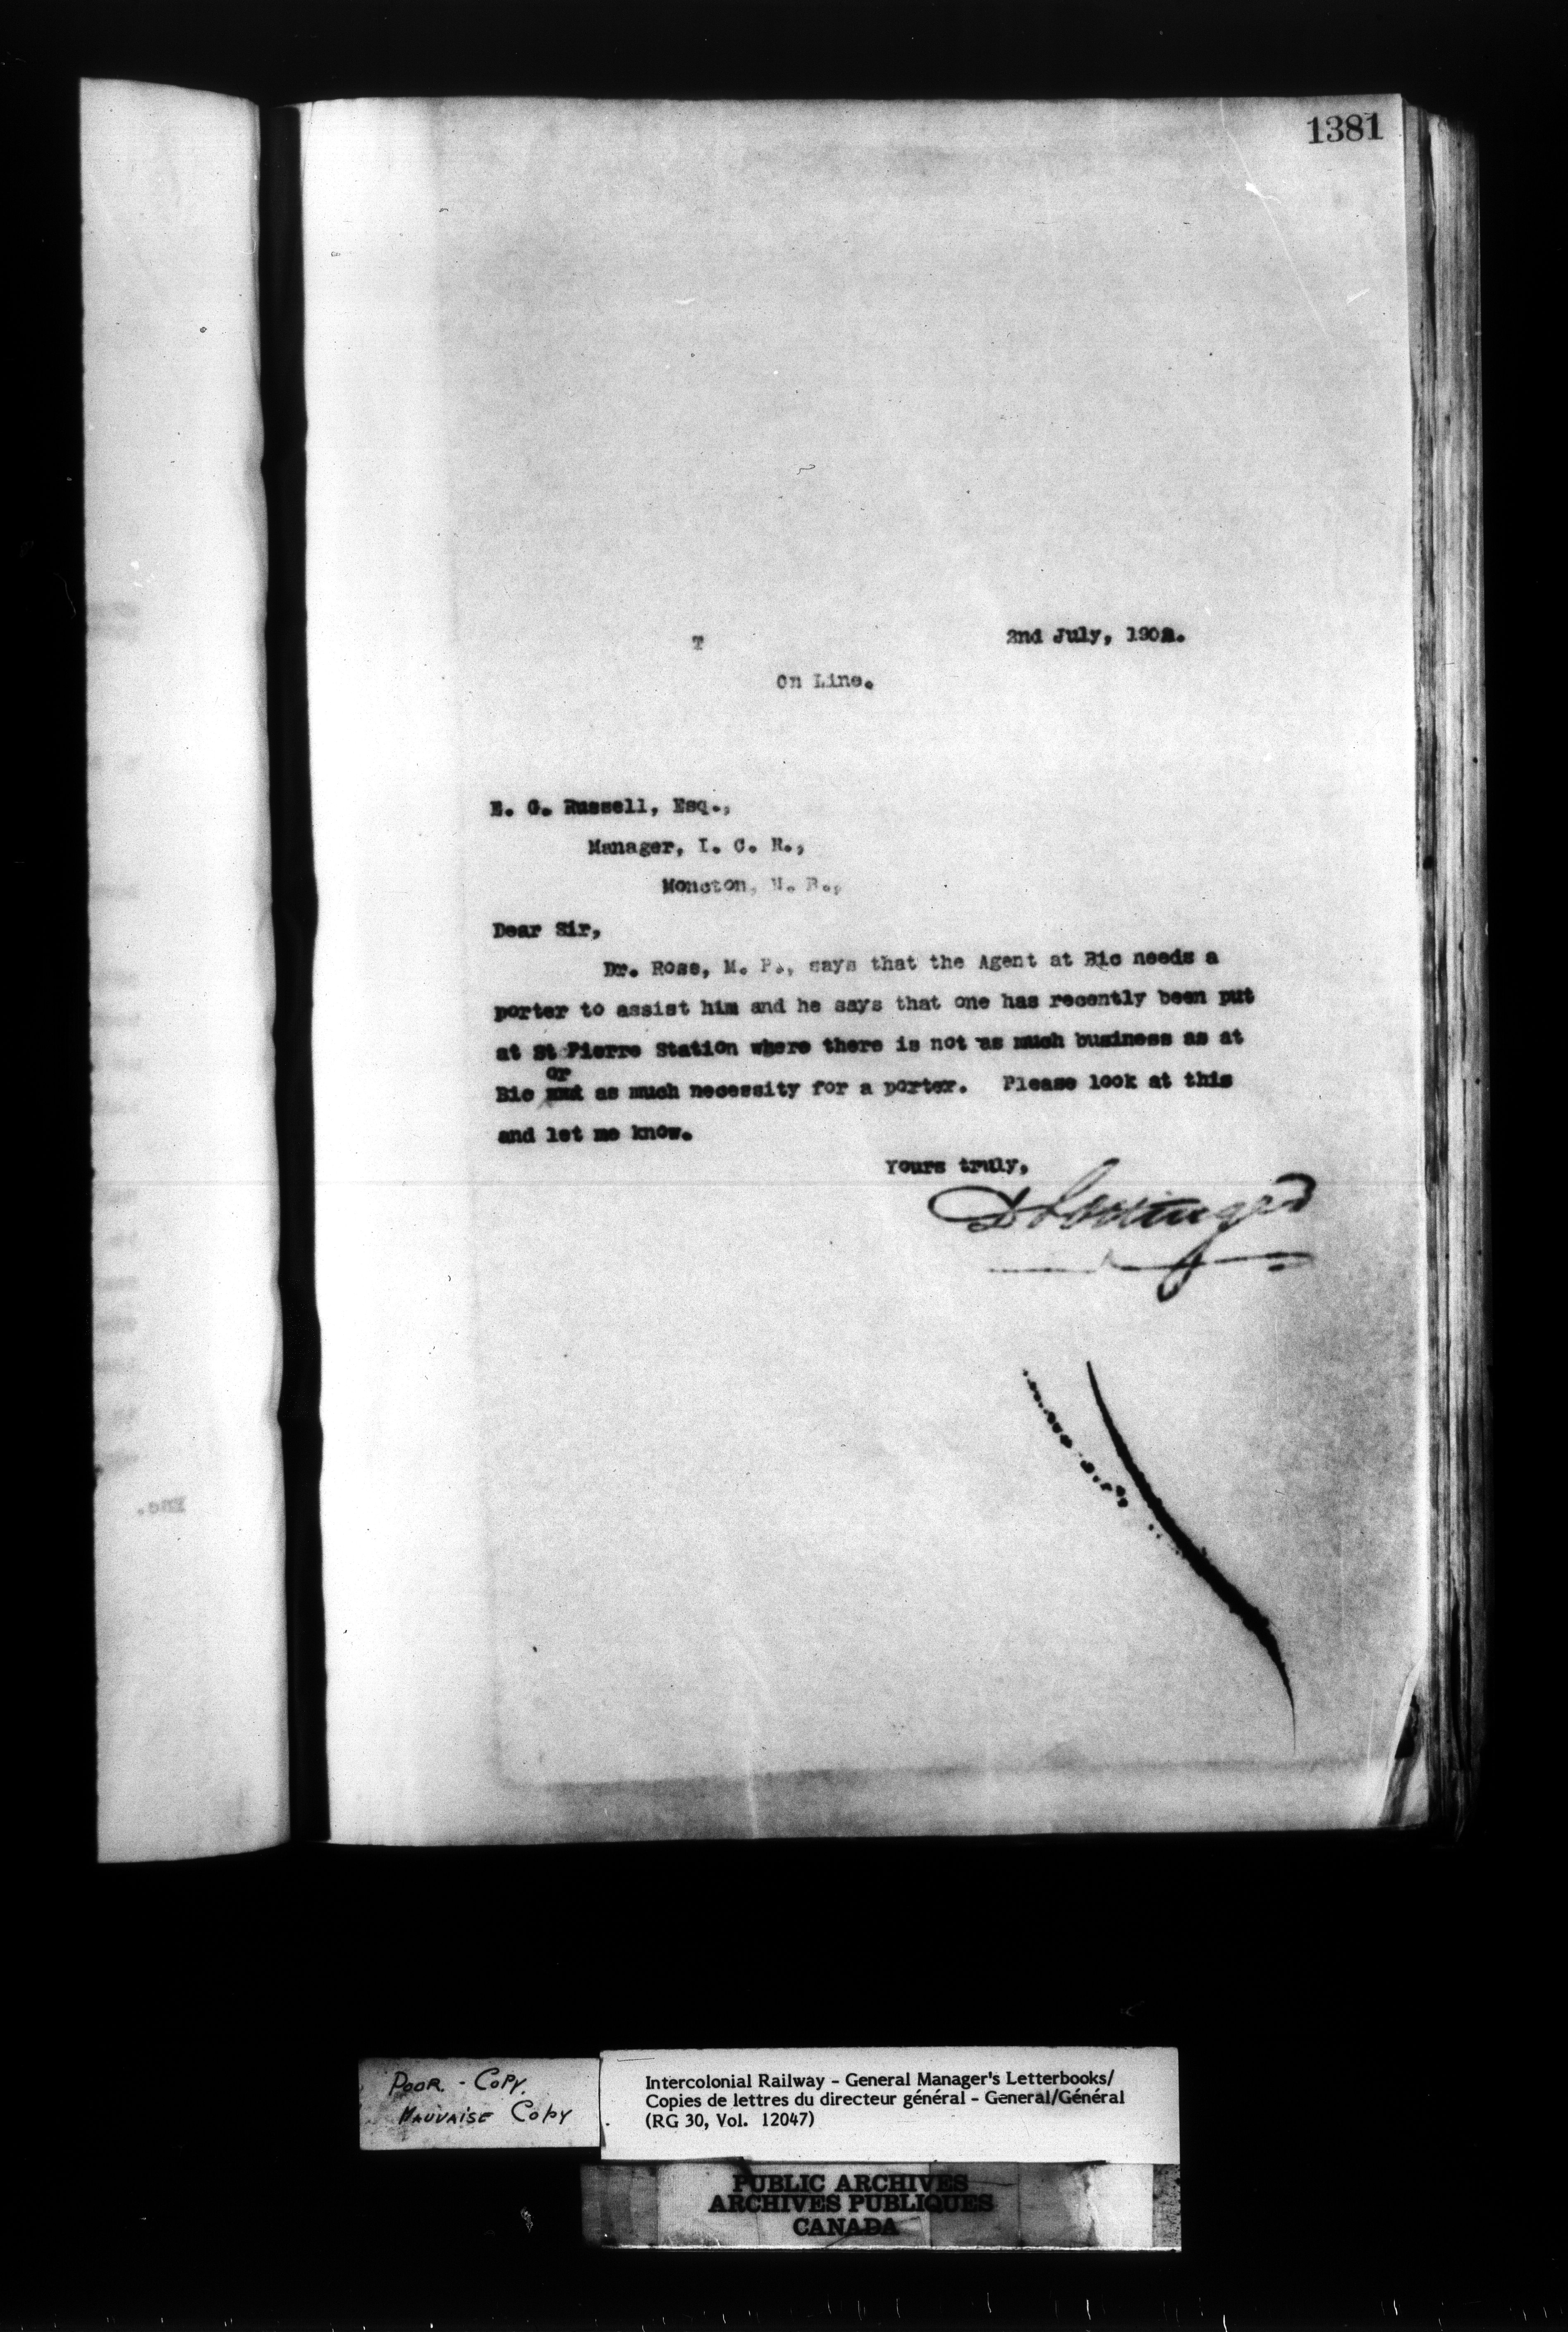 1381
T 2nd July, 1902.
On Line.
E. G. Russell, Esq.,
Manager, I. C. R.,
Moncton, N. B.,
Dear Sir,
Dr. Rose, M. P., says that the Agent at Bic needs a
porter to assist him and he says that one has recently been put
at St Pierre Station where there is not as much business as at
or
Bic and as much necessity for a porter. Please look at this
and let me know.
Yours truly,
D Pottinger
Enc.
POOR - COPY.
MAUVAISE COPY
Intercolonial Railway - General Manager's Letterbooks/
Copies de lettres du directeur général - General/Général
(RG 30, Vol. 12047)
PUBLIC ARCHIVES
ARCHIVES PUBLIQUES
CANADA